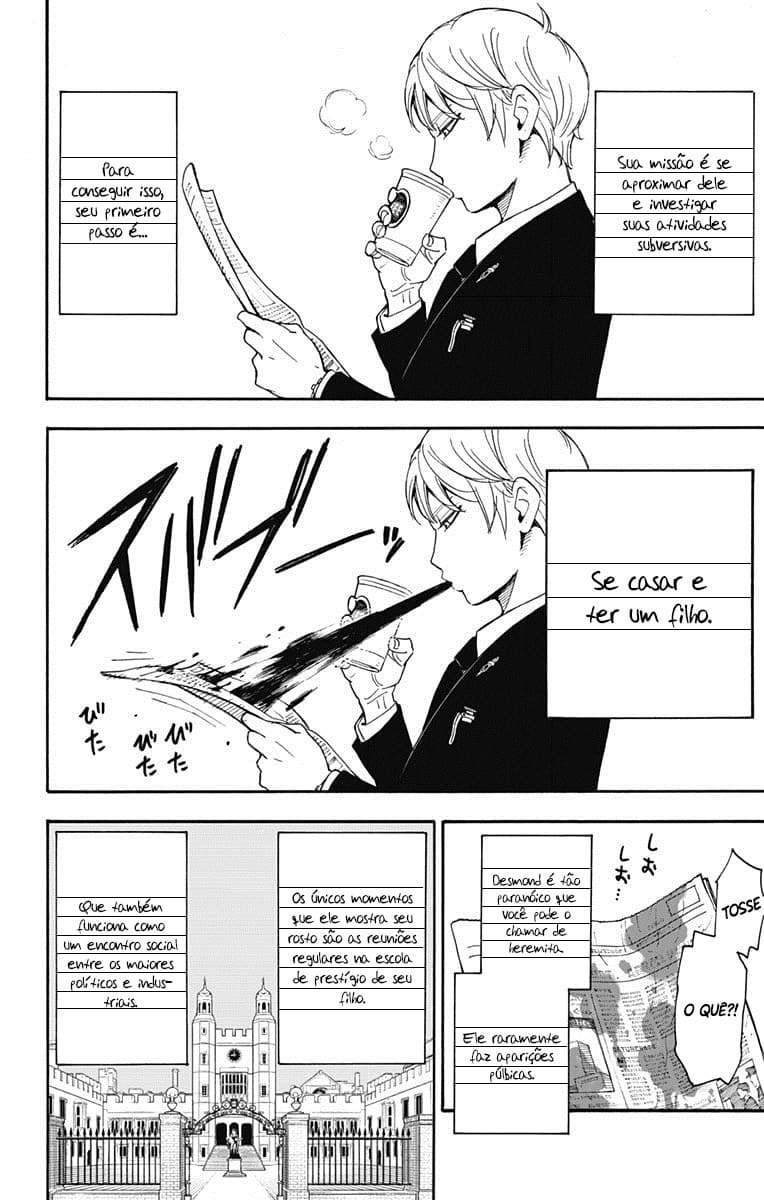 Sua missão é se
aproximar dele
e investigar
suas atividades
subversivas.
Para
conseguir isso,
seu primeiro
passo é...
Se casar e
ter um filho.
スバブー
びた
びた
びた
TOSSE
O QUÊ?!
しお
しお...
Desmond é tão
paranóico que
você pode o
chamar de
heremita.
Ele raramente
faz aparições
púlbicas.
Os únicos momentos
que ele mostra seu
rosto são as reuniões
regulares na escola
de prestígio de seu
filho.
Que também
funciona como
um encontro social
entre os maiores
políticos e indus-
triais.